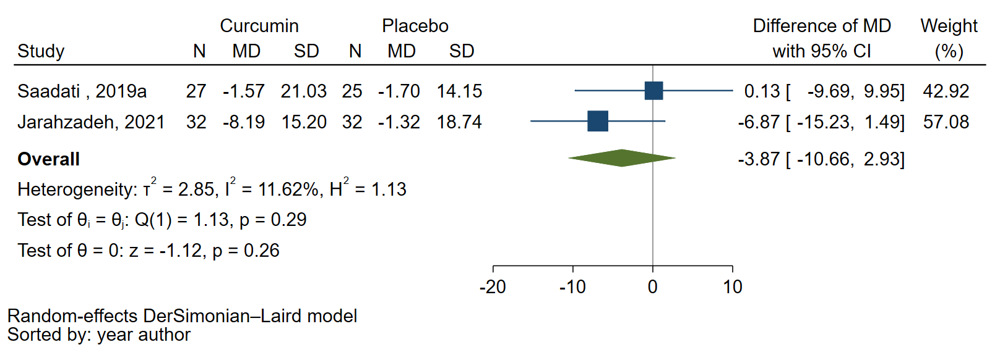 Curcumin Placebo Difference of MD Weight
Study N MD SD N MD SD with 95% CI (%)
Saadati , 2019a 27 -1.57 21.03 25 -1.70 14.15 0.13 [ -9.69, 9.95] 42.92
Jarahzadeh, 2021 32 -8.19 15.20 32 -1.32 18.74 -6.87 [ -15.23, 1.49] 57.08
Overall -3.87 [ -10.66, 2.93]
Heterogeneity: τ² = 2.85, I² = 11.62%, H² = 1.13
Test of θᵢ = θⱼ: Q(1) = 1.13, p = 0.29
Test of θ = 0: z = -1.12, p = 0.26
-20 -10 0 10
Random-effects DerSimonian–Laird model
Sorted by: year author